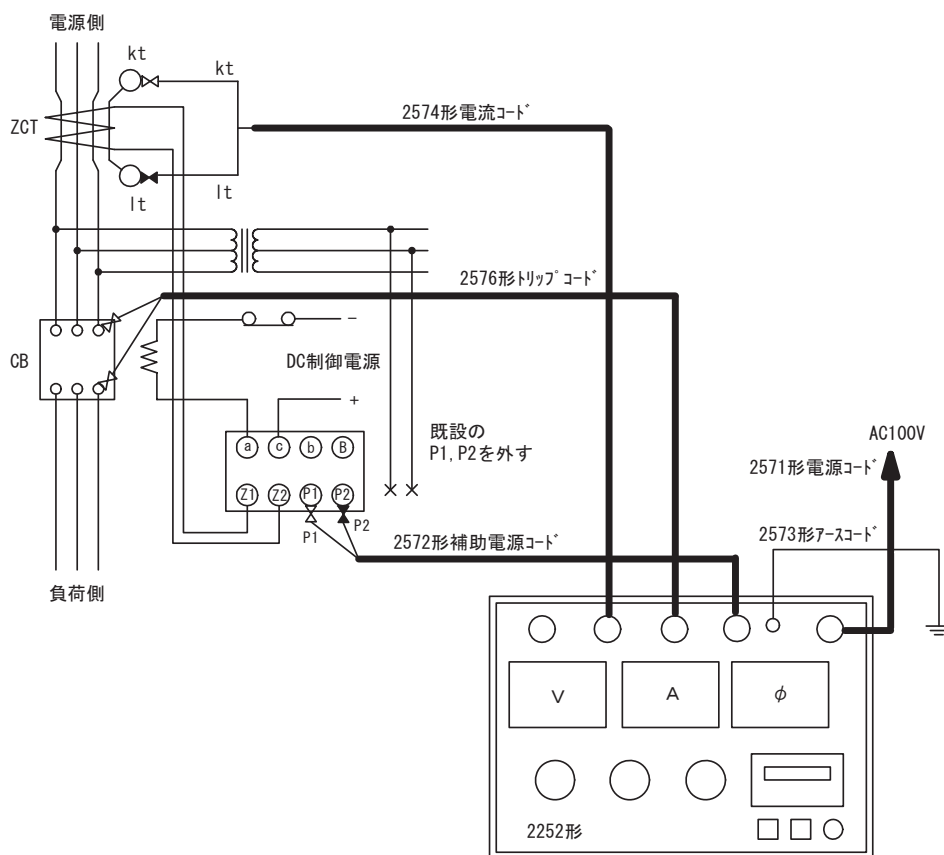 電源側
kt
kt
ZCT
2574形電流コード
lt
lt
2576形トリップコード
CB
DC制御電源
−
+
既設の
P1,P2を外す
a
c
b
B
Z1
Z2
P1
P2
P1
P2
2572形補助電源コード
負荷側
AC100V
2571形電源コード
2573形アースコード
V
A
φ
2252形